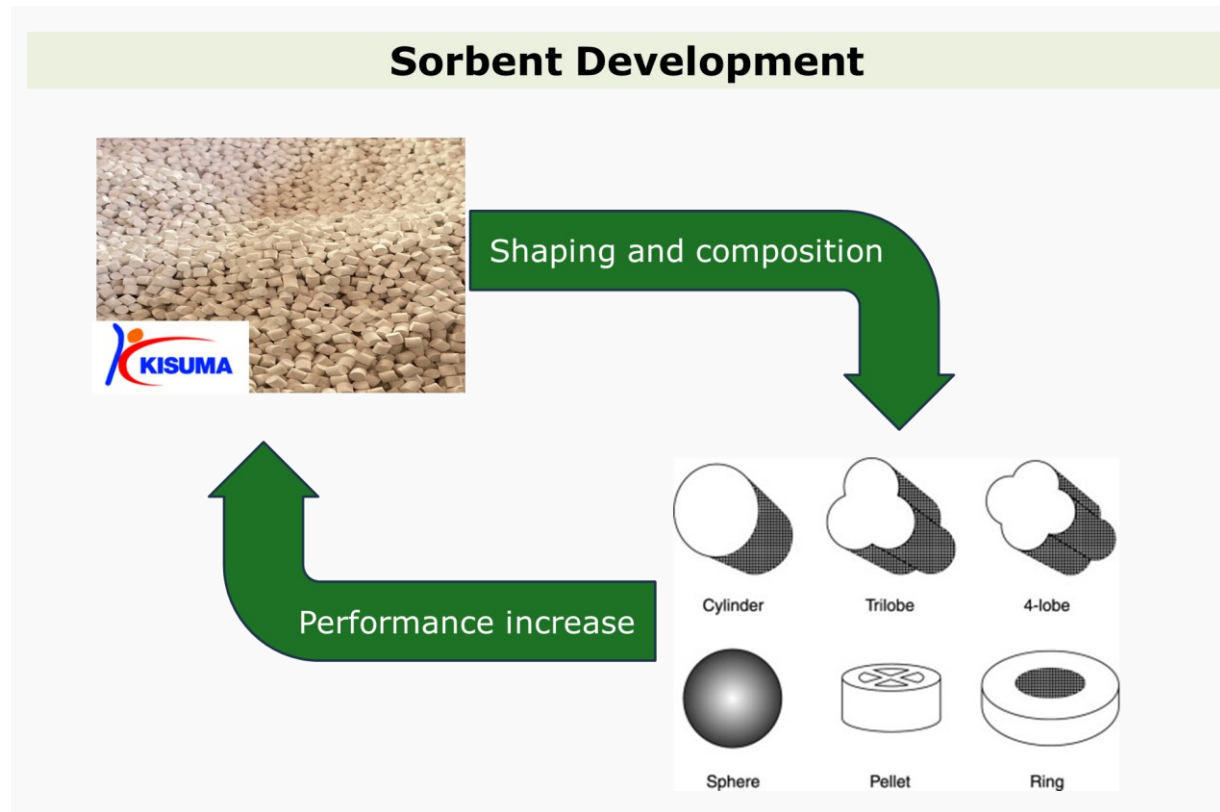 Sorbent Development
Shaping and composition
KISUMA
Performance increase
Cylinder
Trilobe
4-lobe
Sphere
Pellet
Ring